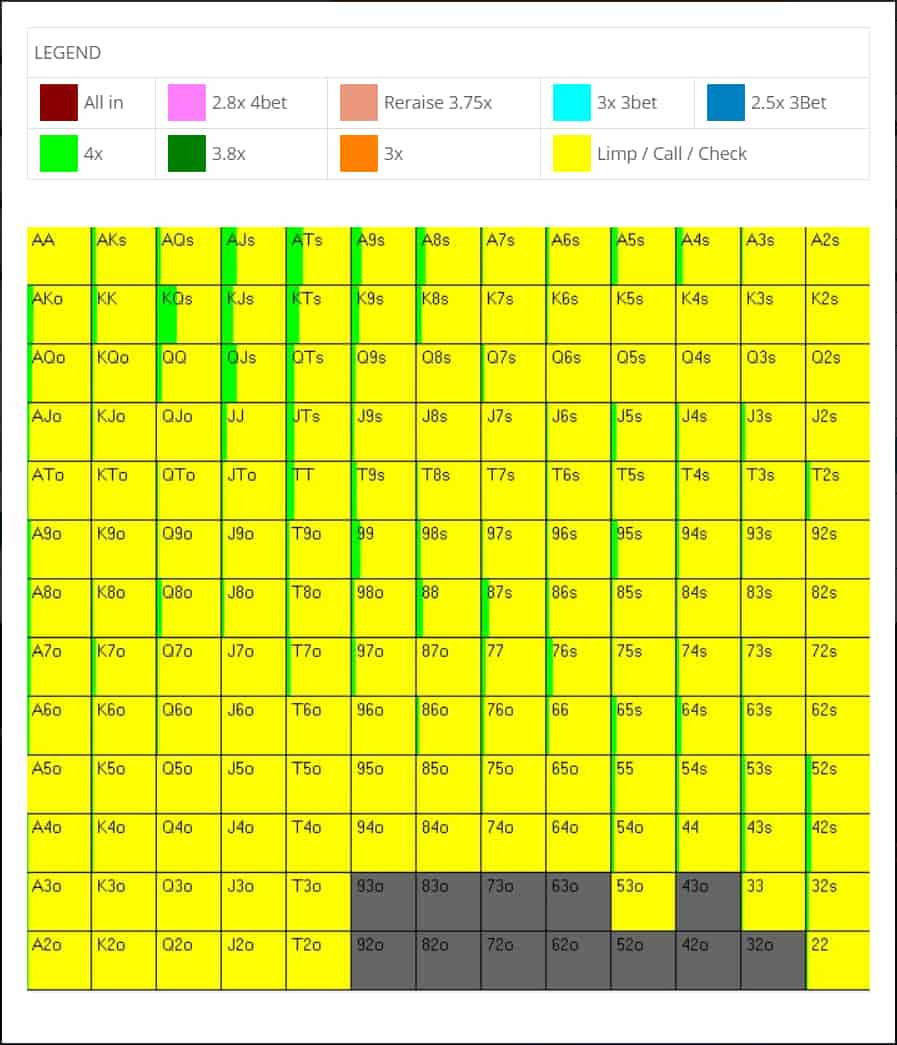 LEGEND
All in 2.8x 4bet Reraise 3.75x 3x 3bet 2.5x 3Bet
4x 3.8x 3x Limp / Call / Check
AA AKs AQs AJs ATs A9s A8s A7s A6s A5s A4s A3s A2s
AKo KK KQs KJs KTs K9s K8s K7s K6s K5s K4s K3s K2s
AQo KQo QQ QJs QTs Q9s Q8s Q7s Q6s Q5s Q4s Q3s Q2s
AJo KJo QJo JJ JTs J9s J8s J7s J6s J5s J4s J3s J2s
ATo KTo QTo JTo TT T9s T8s T7s T6s T5s T4s T3s T2s
A9o K9o Q9o J9o T9o 99 98s 97s 96s 95s 94s 93s 92s
A8o K8o Q8o J8o T8o 98o 88 87s 86s 85s 84s 83s 82s
A7o K7o Q7o J7o T7o 97o 87o 77 76s 75s 74s 73s 72s
A6o K6o Q6o J6o T6o 96o 86o 76o 66 65s 64s 63s 62s
A5o K5o Q5o J5o T5o 95o 85o 75o 65o 55 54s 53s 52s
A4o K4o Q4o J4o T4o 94o 84o 74o 64o 54o 44 43s 42s
A3o K3o Q3o J3o T3o 93o 83o 73o 63o 53o 43o 33 32s
A2o K2o Q2o J2o T2o 92o 82o 72o 62o 52o 42o 32o 22